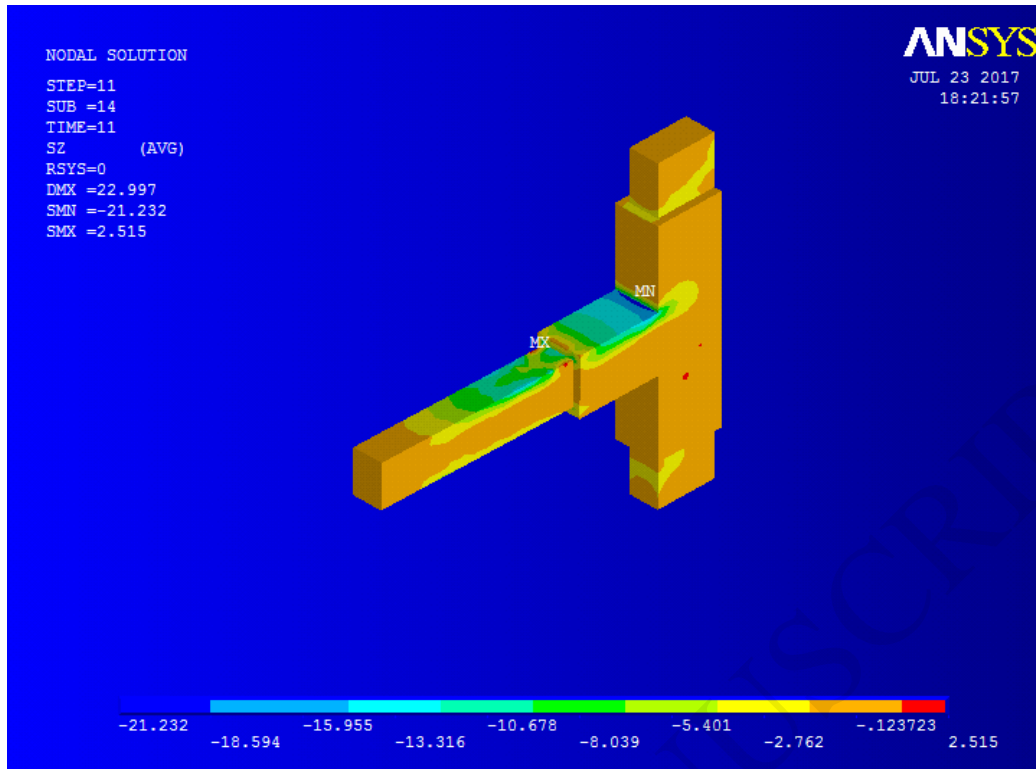 NODAL SOLUTION
STEP=11
SUB =14
TIME=11
SZ (AVG)
RSYS=0
DMX =22.997
SMN =-21.232
SMX =2.515
ANSYS
JUL 23 2017
18:21:57
MN
MX
-21.232 -15.955 -10.678 -5.401 -.123723
-18.594 -13.316 -8.039 -2.762 2.515